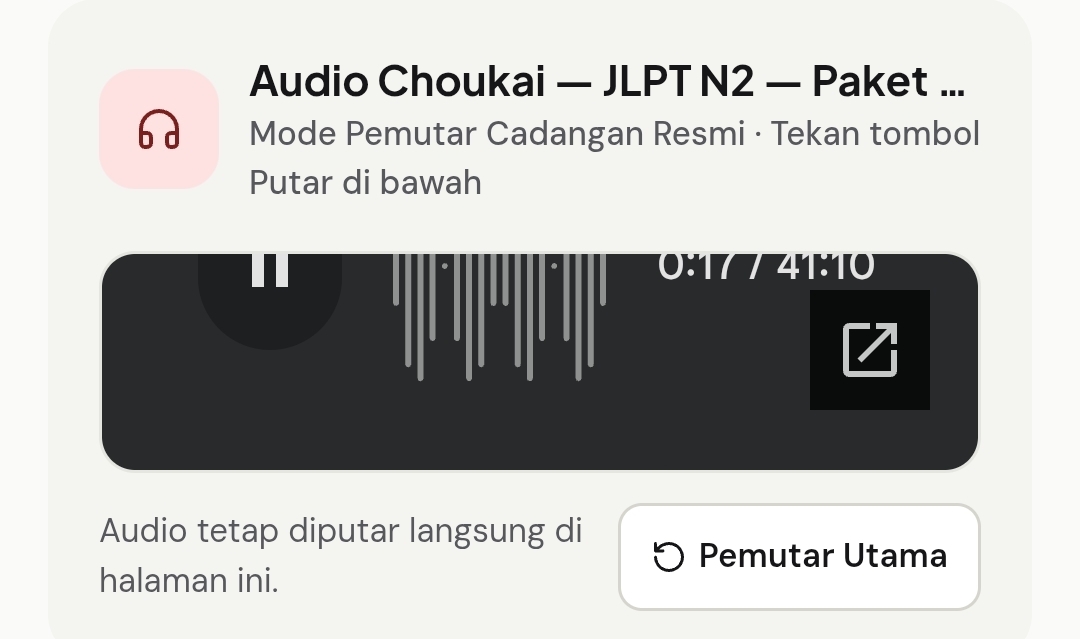 Audio Choukai — JLPT N2 — Paket ...
Mode Pemutar Cadangan Resmi · Tekan tombol
Putar di bawah
0:17 / 41:10
Audio tetap diputar langsung di
halaman ini.
Pemutar Utama